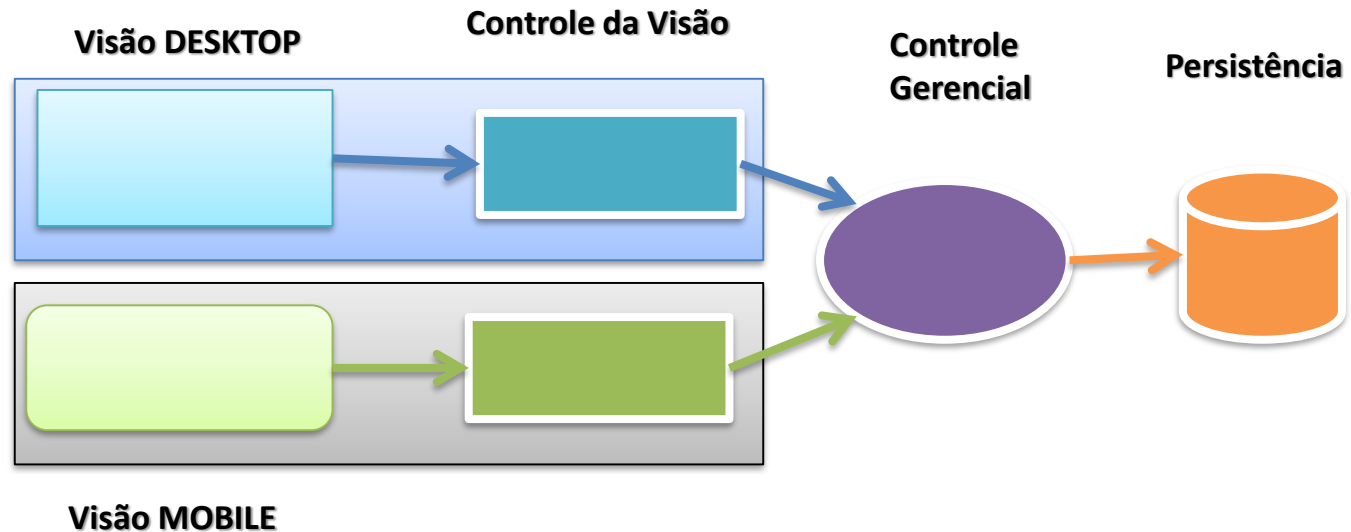 Visão DESKTOP
Controle da Visão
Controle
Gerencial
Persistência
Visão MOBILE